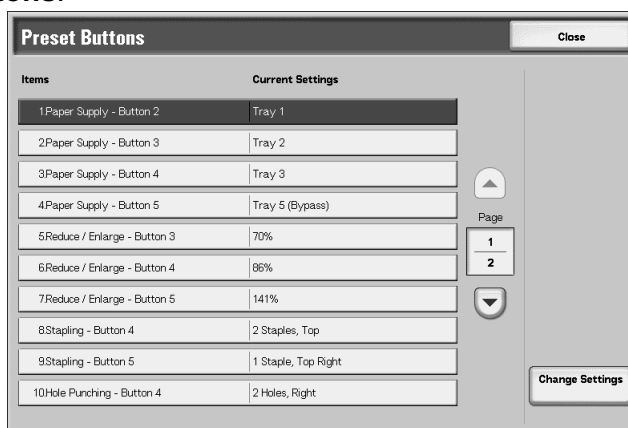 Preset Buttons Close
Items Current Settings
1.Paper Supply - Button 2 Tray 1
2.Paper Supply - Button 3 Tray 2
3.Paper Supply - Button 4 Tray 3
4.Paper Supply - Button 5 Tray 5 (Bypass)
Page
5.Reduce / Enlarge - Button 3 70%
1
6.Reduce / Enlarge - Button 4 86%
2
7.Reduce / Enlarge - Button 5 141%
8.Stapling - Button 4 2 Staples, Top
9.Stapling - Button 5 1 Staple, Top Right
Change Settings
10.Hole Punching - Button 4 2 Holes, Right